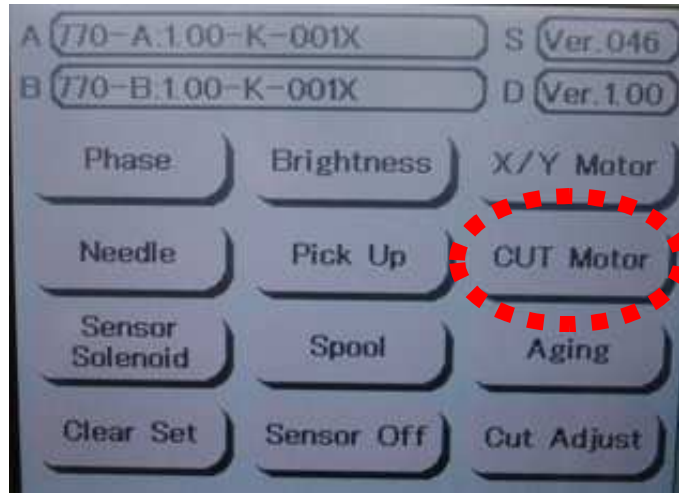 A 770-A:1.00-K-001X S Ver.046
B 770-B:1.00-K-001X D Ver.1.00
Phase Brightness X/Y Motor
Needle Pick Up CUT Motor
Sensor Solenoid Spool Aging
Clear Set Sensor Off Cut Adjust